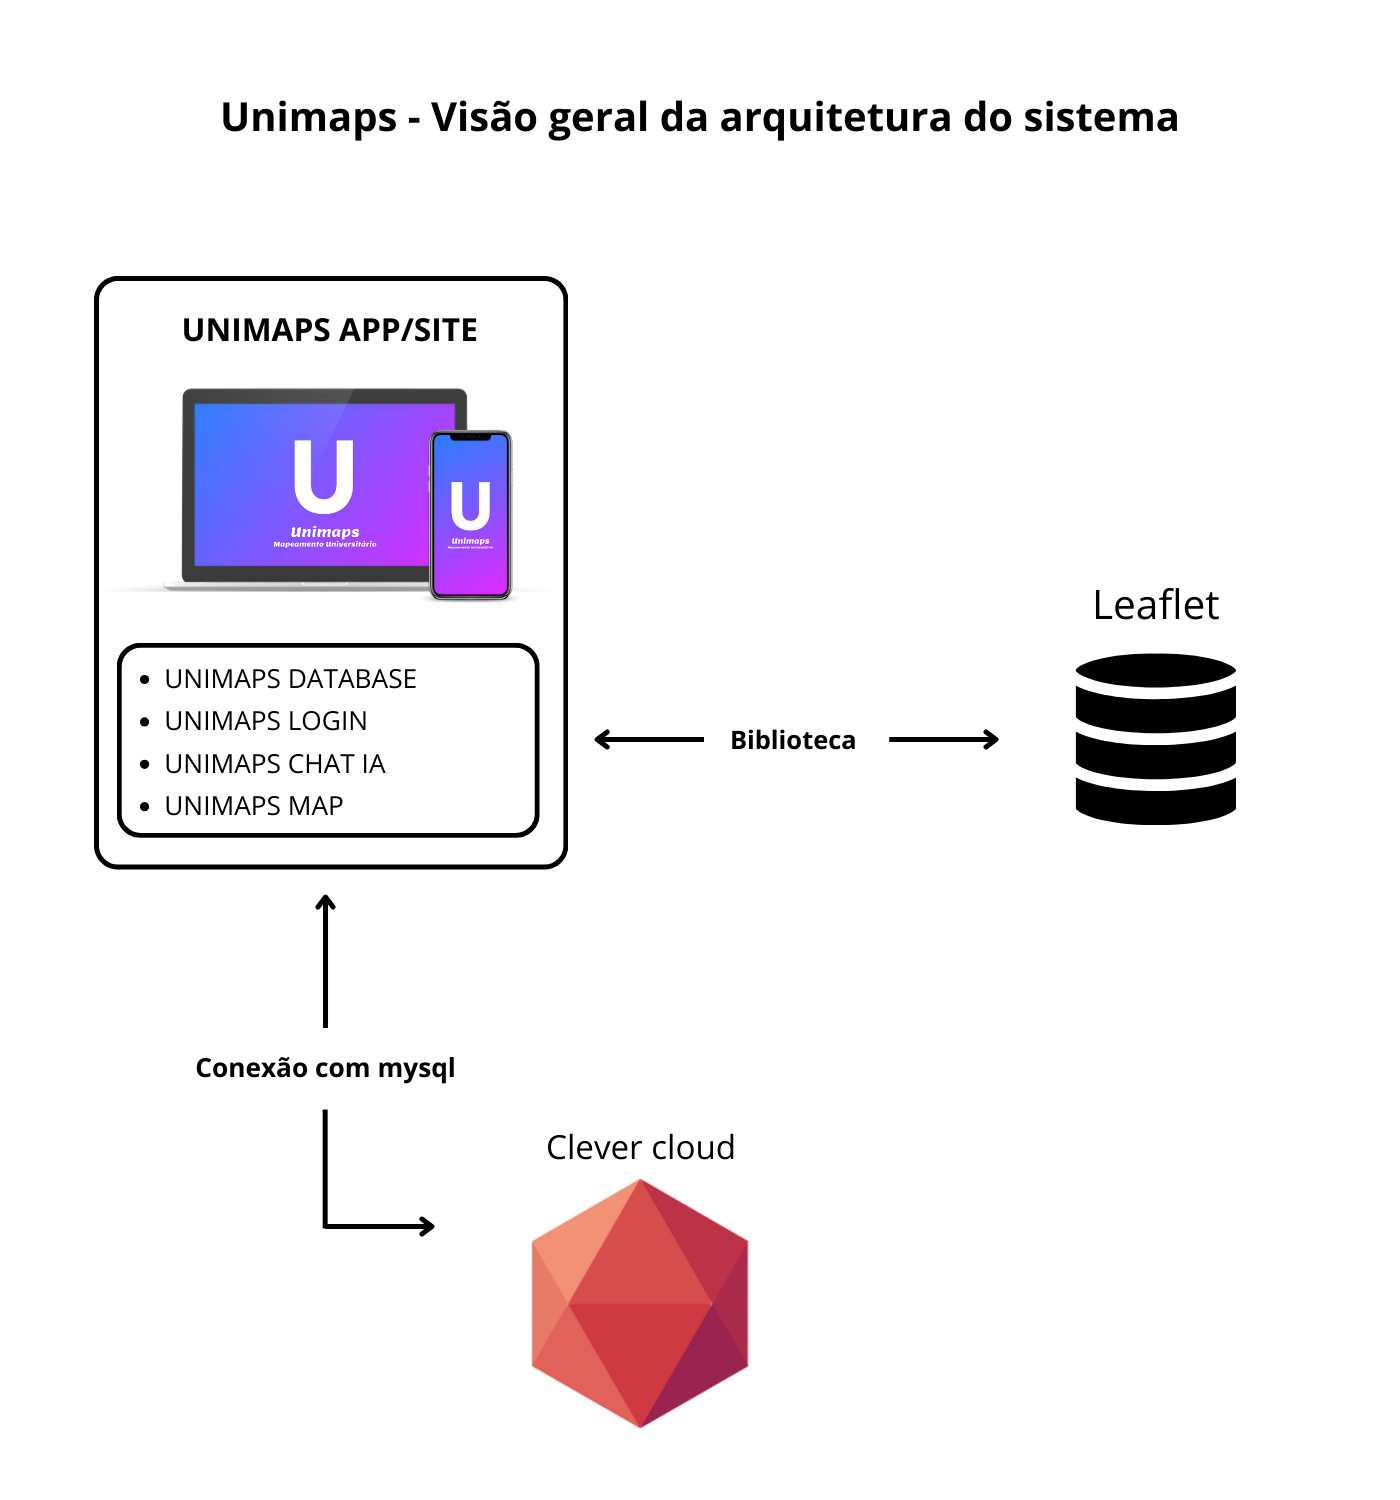 Unimaps - Visão geral da arquitetura do sistema
UNIMAPS APP/SITE
U
Unimaps
Mapeamento Universitário
U
Unimaps
Mapeamento Universitário
UNIMAPS DATABASE
UNIMAPS LOGIN
UNIMAPS CHAT IA
UNIMAPS MAP
Biblioteca
Leaflet
Conexão com mysql
Clever cloud